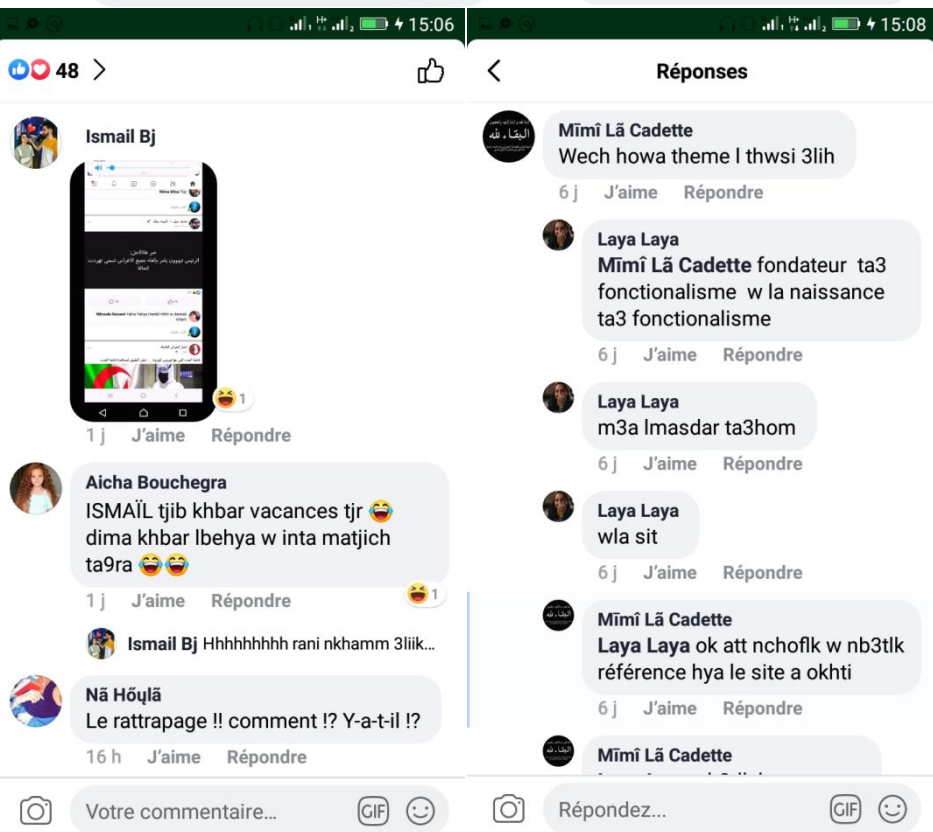 15:06
48
Ismail Bj
1
1 j J'aime Répondre
Aicha Bouchegra
ISMAÏL tjib khbar vacances tjr 😂
dima khbar lbehya w inta matjich
ta9ra 😂😂
1
1 j J'aime Répondre
Ismail Bj Hhhhhhhhh rani nkhamm 3liik...
Nã Hőųlã
Le rattrapage !! comment !? Y-a-t-il !?
16 h J'aime Répondre
Votre commentaire...
GIF
15:08
Réponses
البقاء لله
Mīmî Lã Cadette
Wech howa theme l thwsi 3lih
6 j J'aime Répondre
Laya Laya
Mīmî Lã Cadette fondateur ta3
fonctionalisme w la naissance
ta3 fonctionalisme
6 j J'aime Répondre
Laya Laya
m3a lmasdar ta3hom
6 j J'aime Répondre
Laya Laya
wla sit
6 j J'aime Répondre
Mīmî Lã Cadette
Laya Laya ok att nchoflk w nb3tlk
référence hya le site a okhti
6 j J'aime Répondre
Mīmî Lã Cadette
Répondez...
GIF